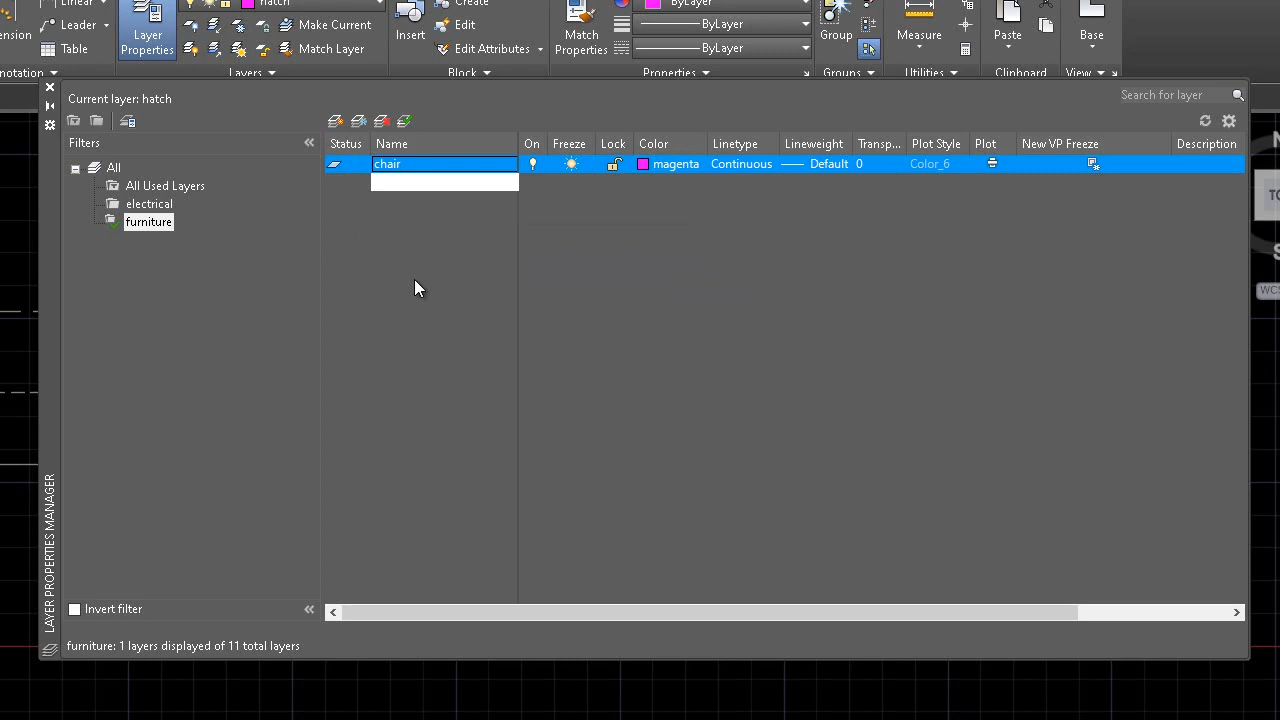 Linear
hatch
Create
ByLayer
Leader
Make Current
Edit
ByLayer
ension
Table
Layer
Properties
Match Layer
Insert
Edit Attributes
Match
Properties
ByLayer
Group
Measure
Paste
Base
notation
Layers
Block
Properties
Groups
Utilities
Clipboard
View
Current layer: hatch
Search for layer
Filters
Status
Name
On
Freeze
Lock
Color
Linetype
Lineweight
Transp...
Plot Style
Plot
New VP Freeze
Description
chair
magenta
Continuous
Default
0
Color_6
All
All Used Layers
electrical
furniture
TO
N
S
WCS
LAYER PROPERTIES MANAGER
Invert filter
furniture: 1 layers displayed of 11 total layers